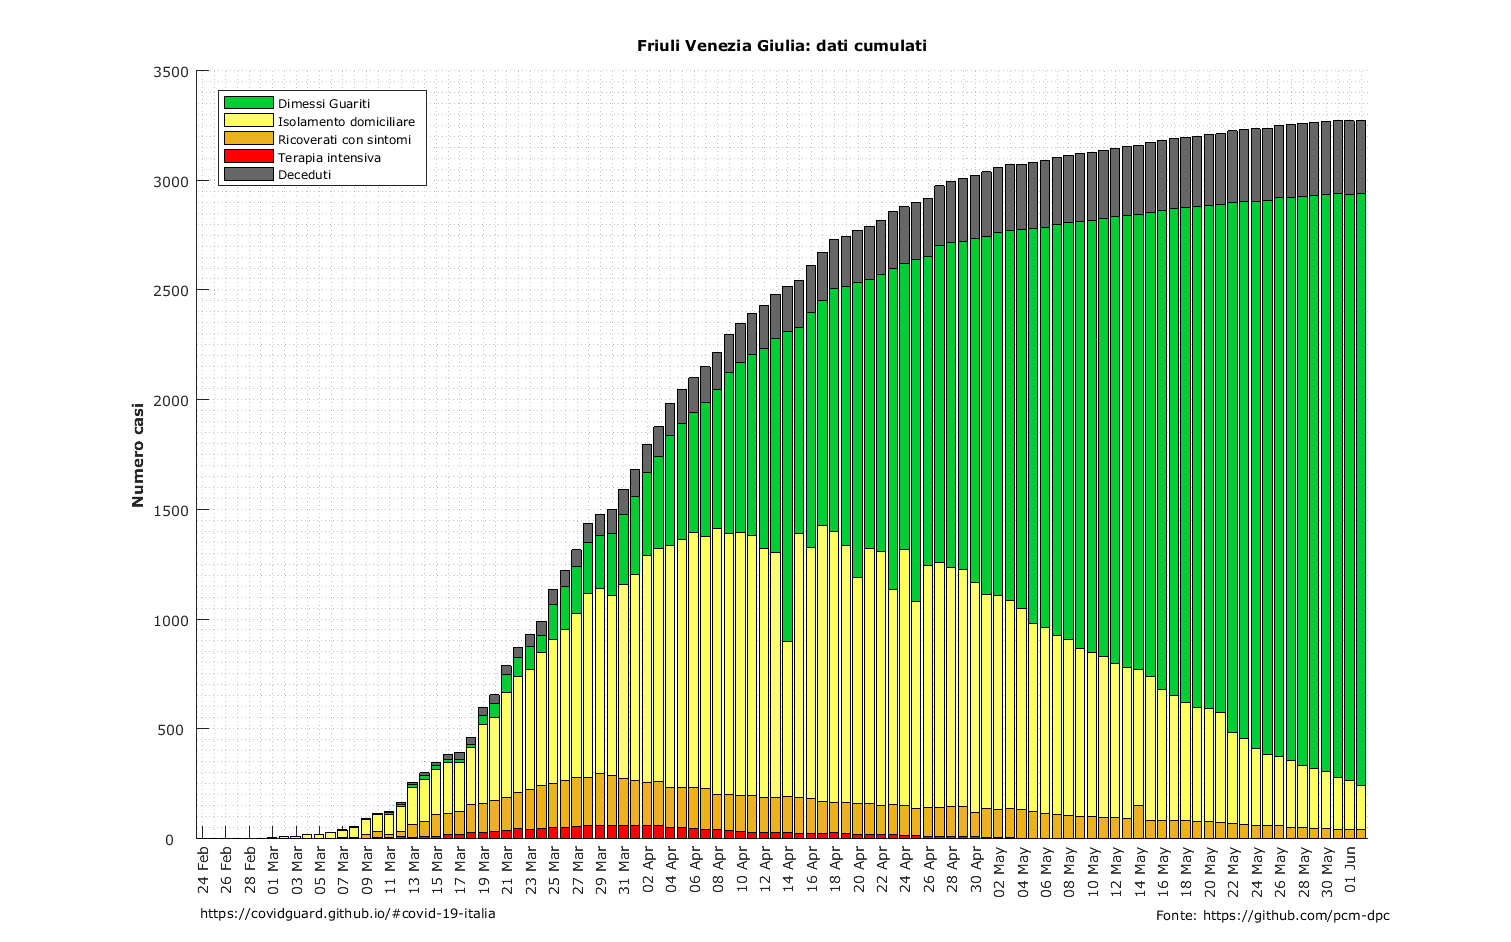 Friuli Venezia Giulia: dati cumulati
3500
3000
2500
2000
1500
1000
500
0
Numero casi
Dimessi Guariti
Isolamento domiciliare
Ricoverati con sintomi
Terapia intensiva
Deceduti
24 Feb
26 Feb
28 Feb
01 Mar
03 Mar
05 Mar
07 Mar
09 Mar
11 Mar
13 Mar
15 Mar
17 Mar
19 Mar
21 Mar
23 Mar
25 Mar
27 Mar
29 Mar
31 Mar
02 Apr
04 Apr
06 Apr
08 Apr
10 Apr
12 Apr
14 Apr
16 Apr
18 Apr
20 Apr
22 Apr
24 Apr
26 Apr
28 Apr
30 Apr
02 May
04 May
06 May
08 May
10 May
12 May
14 May
16 May
18 May
20 May
22 May
24 May
26 May
28 May
30 May
01 Jun
https://covidguard.github.io/#covid-19-italia
Fonte: https://github.com/pcm-dpc